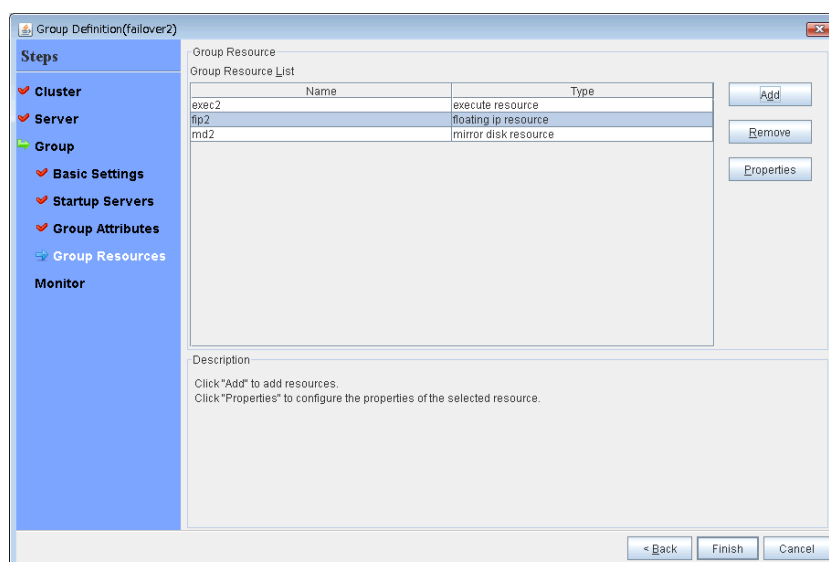 Group Definition(failover2)
Steps
Cluster
Server
Group
Basic Settings
Startup Servers
Group Attributes
Group Resources
Monitor
Group Resource
Group Resource List
Name Type
exec2 execute resource
fip2 floating ip resource
md2 mirror disk resource
Add
Remove
Properties
Description
Click "Add" to add resources.
Click "Properties" to configure the properties of the selected resource.
< Back Finish Cancel